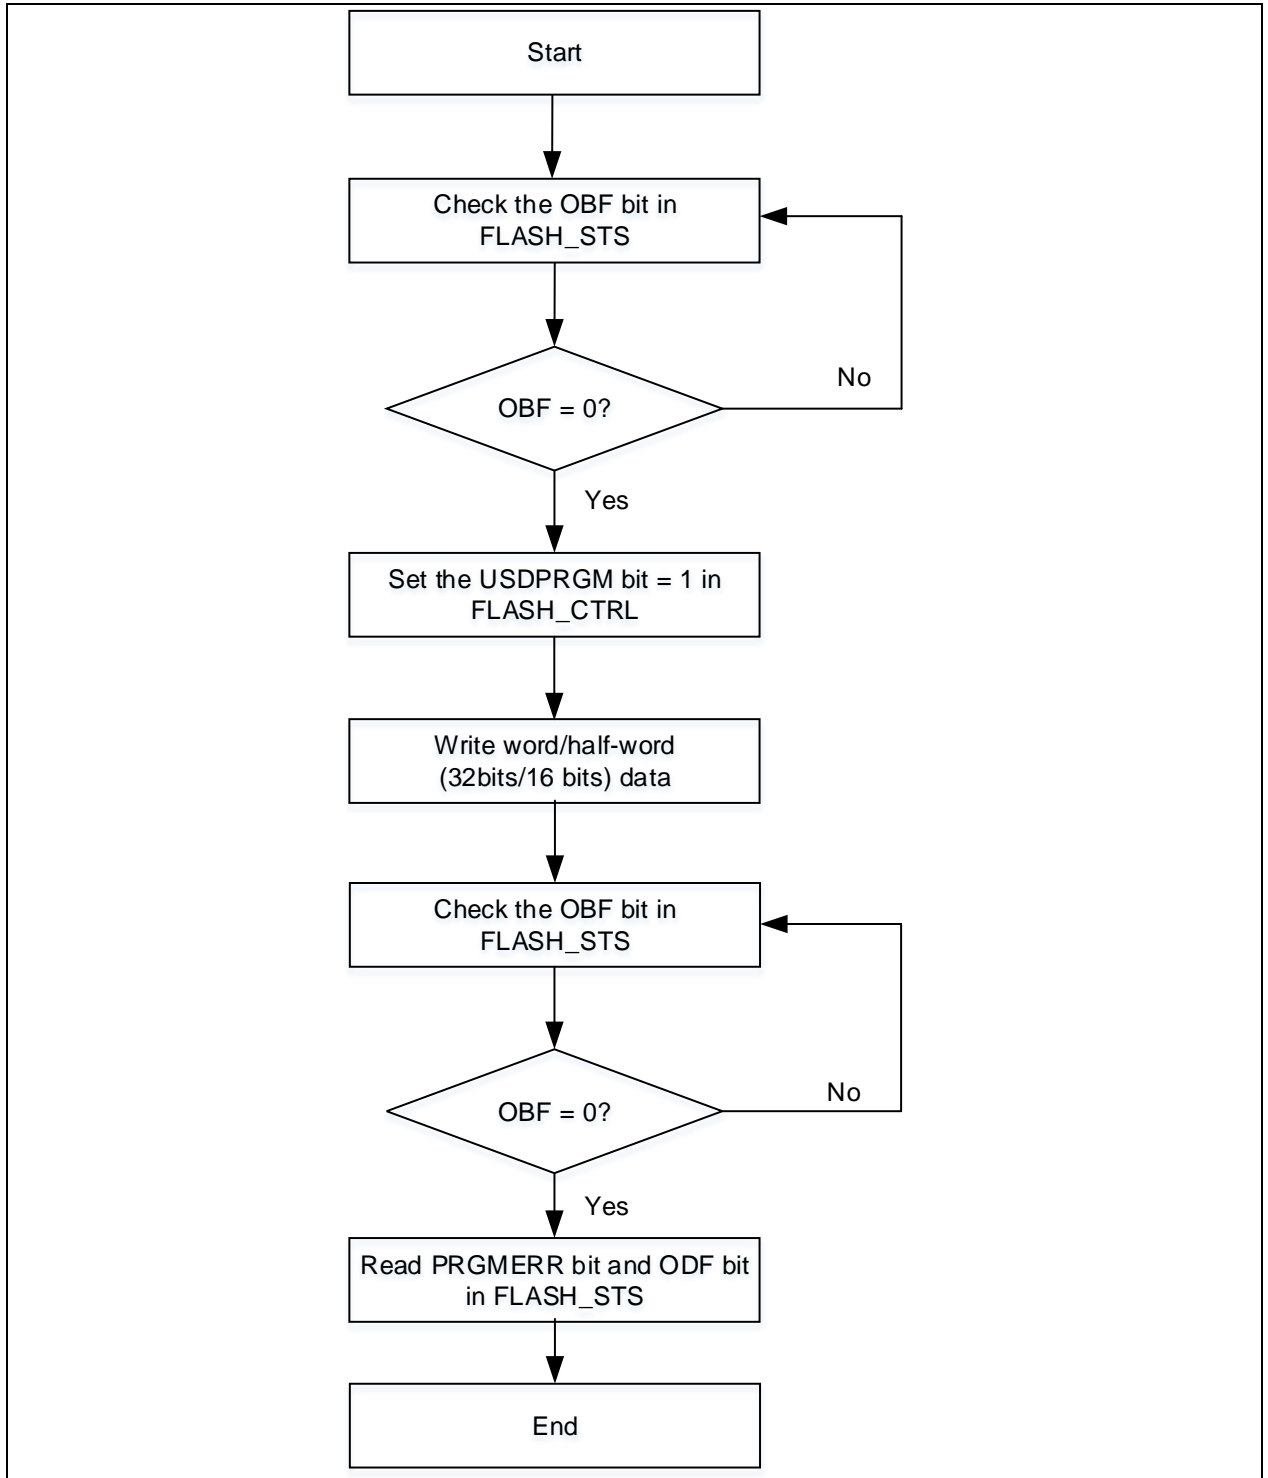 Start
Check the OBF bit in
FLASH_STS
No
OBF = 0?
Yes
Set the USDPRGM bit = 1 in
FLASH_CTRL
Write word/half-word
(32bits/16 bits) data
Check the OBF bit in
FLASH_STS
No
OBF = 0?
Yes
Read PRGMERR bit and ODF bit
in FLASH_STS
End